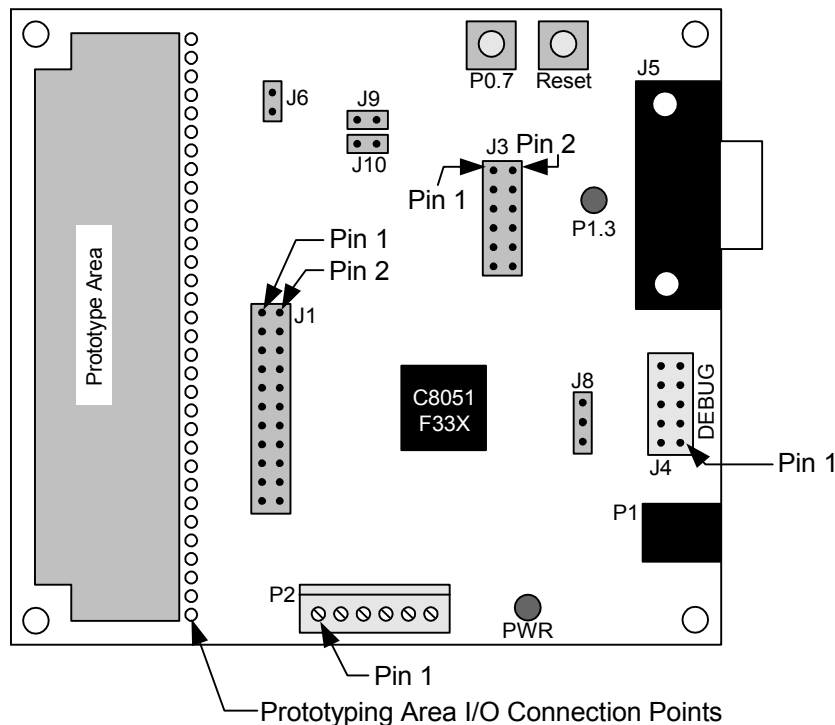 P0.7
Reset
J5
J6
J9
J10
J3
Pin 2
Pin 1
P1.3
Pin 1
Pin 2
J1
Prototype Area
C8051
F33X
J8
DEBUG
J4
Pin 1
P1
P2
PWR
Pin 1
Prototyping Area I/O Connection Points